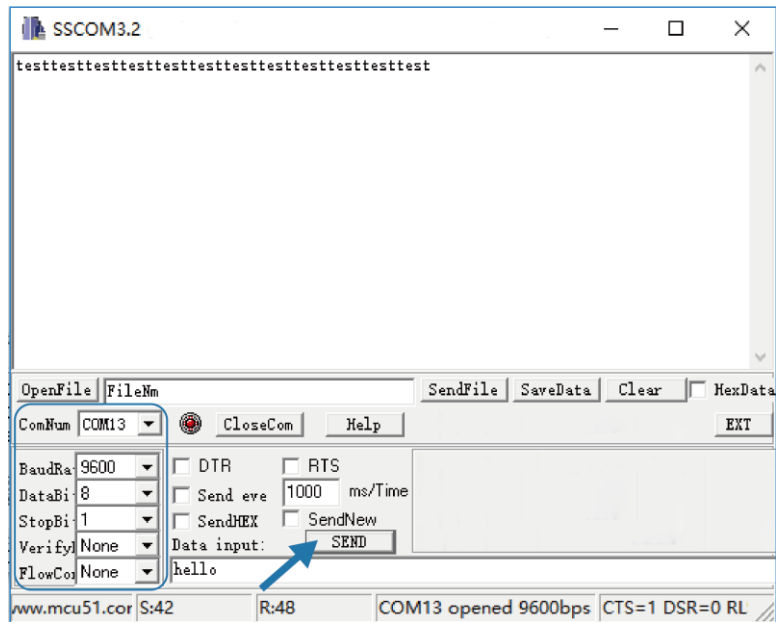 SSCOM3.2
testtesttesttesttesttesttesttesttesttesttesttest
OpenFile FileNm SendFile SaveData Clear HexData
ComNum COM13 CloseCom Help EXT
BaudRa 9600 DTR RTS
DataBi 8 Send eve 1000 ms/Time
StopBi 1 SendHEX SendNew
Verify None Data input: SEND
FlowCo None hello
www.mcu51.cor S:42 R:48 COM13 opened 9600bps CTS=1 DSR=0 RL